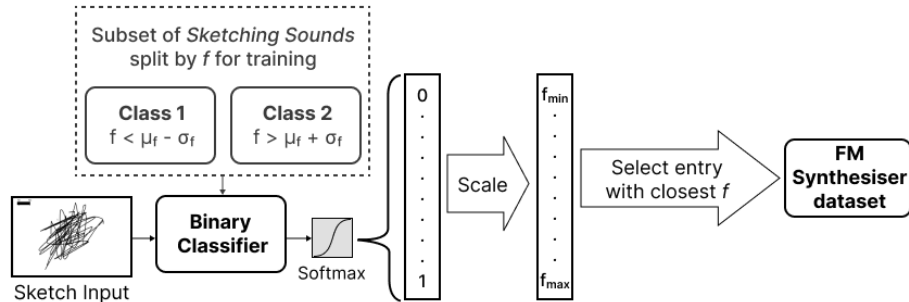 Subset of Sketching Sounds
split by f for training
Class 1
f < μf - σf
Class 2
f > μf + σf
Sketch Input
Binary
Classifier
Softmax
0
1
Scale
fmin
fmax
Select entry
with closest f
FM
Synthesiser
dataset